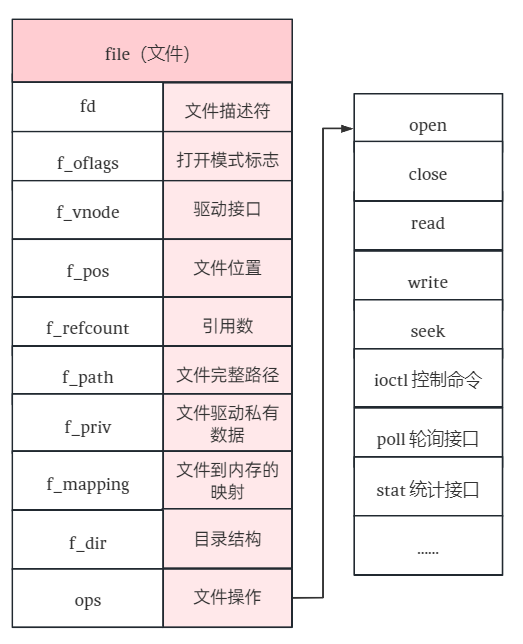 file（文件）
fd 文件描述符
f_oflags 打开模式标志
f_vnode 驱动接口
f_pos 文件位置
f_refcount 引用数
f_path 文件完整路径
f_priv 文件驱动私有
数据
f_mapping 文件到内存的
映射
f_dir 目录结构
ops 文件操作
open
close
read
write
seek
ioctl 控制命令
poll 轮询接口
stat 统计接口
......